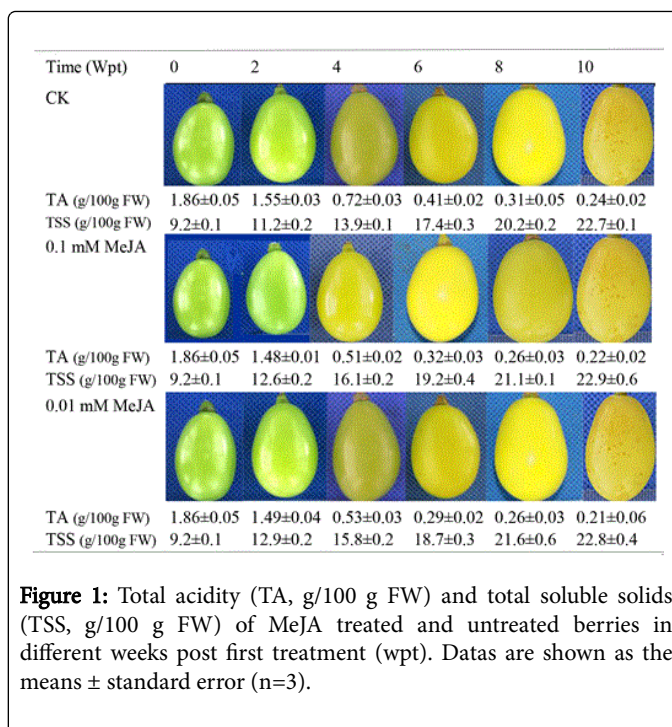 Time (Wpt) 0 2 4 6 8 10
CK
TA (g/100g FW) 1.86±0.05 1.55±0.03 0.72±0.03 0.41±0.02 0.31±0.05 0.24±0.02
TSS (g/100g FW) 9.2±0.1 11.2±0.2 13.9±0.1 17.4±0.3 20.2±0.2 22.7±0.1
0.1 mM MeJA
TA (g/100g FW) 1.86±0.05 1.48±0.01 0.51±0.02 0.32±0.03 0.26±0.03 0.22±0.02
TSS (g/100g FW) 9.2±0.1 12.6±0.2 16.1±0.2 19.2±0.4 21.1±0.1 22.9±0.6
0.01 mM MeJA
TA (g/100g FW) 1.86±0.05 1.49±0.04 0.53±0.03 0.29±0.02 0.26±0.03 0.21±0.06
TSS (g/100g FW) 9.2±0.1 12.9±0.2 15.8±0.2 18.7±0.3 21.6±0.6 22.8±0.4
Figure 1: Total acidity (TA, g/100 g FW) and total soluble solids
(TSS, g/100 g FW) of MeJA treated and untreated berries in
different weeks post first treatment (wpt). Datas are shown as the
means ± standard error (n=3).